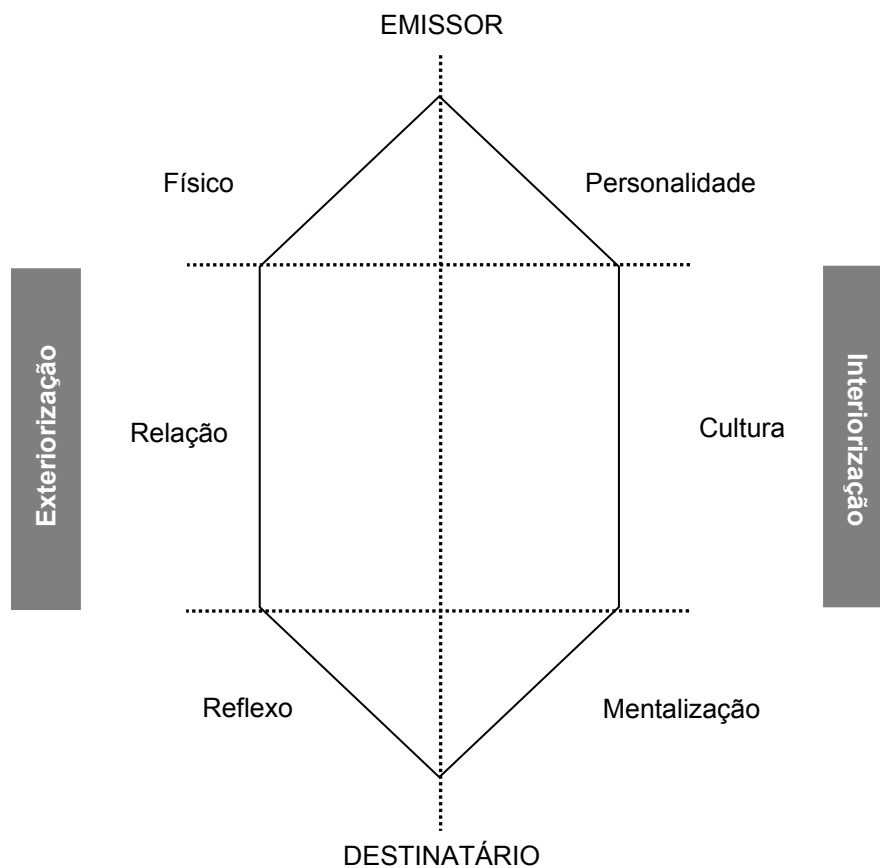 EMISSOR
Físico
Personalidade
Exteriorização
Interiorização
Relação
Cultura
Reflexo
Mentalização
DESTINATÁRIO